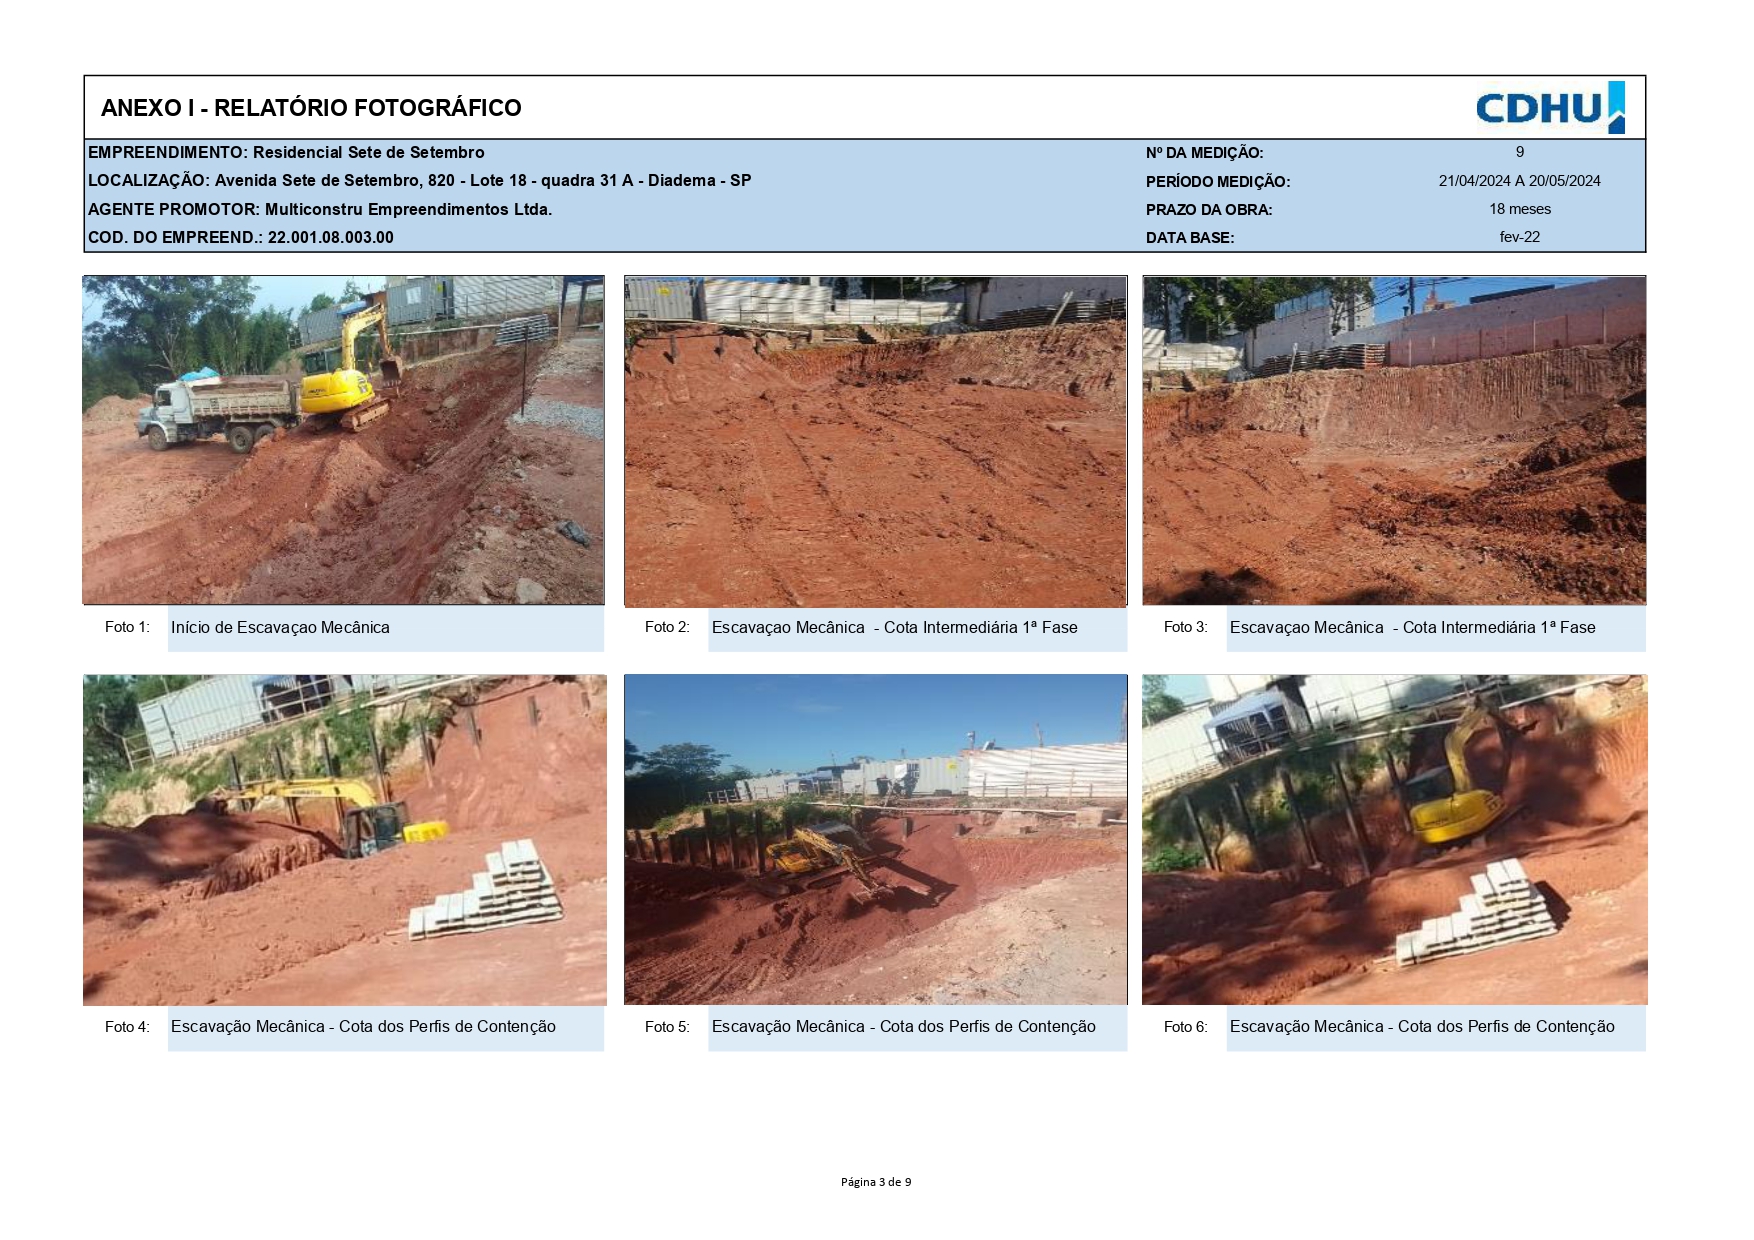 ANEXO I - RELATÓRIO FOTOGRÁFICO
CDHU
EMPREENDIMENTO: Residencial Sete de Setembro
Nº DA MEDIÇÃO: 9
LOCALIZAÇÃO: Avenida Sete de Setembro, 820 - Lote 18 - quadra 31 A - Diadema - SP
PERÍODO MEDIÇÃO: 21/04/2024 A 20/05/2024
AGENTE PROMOTOR: Multiconstru Empreendimentos Ltda.
PRAZO DA OBRA: 18 meses
COD. DO EMPREEND.: 22.001.08.003.00
DATA BASE: fev-22
Foto 1: Início de Escavaçao Mecânica
Foto 2: Escavaçao Mecânica - Cota Intermediária 1ª Fase
Foto 3: Escavaçao Mecânica - Cota Intermediária 1ª Fase
Foto 4: Escavação Mecânica - Cota dos Perfis de Contenção
Foto 5: Escavação Mecânica - Cota dos Perfis de Contenção
Foto 6: Escavação Mecânica - Cota dos Perfis de Contenção
Página 3 de 9